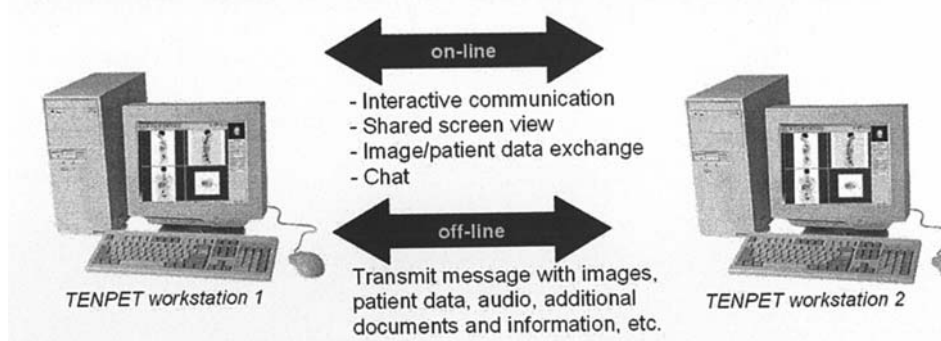 on-line
- Interactive communication
- Shared screen view
- Image/patient data exchange
- Chat
off-line
Transmit message with images,
patient data, audio, additional
documents and information, etc.
TENPET workstation 1
TENPET workstation 2